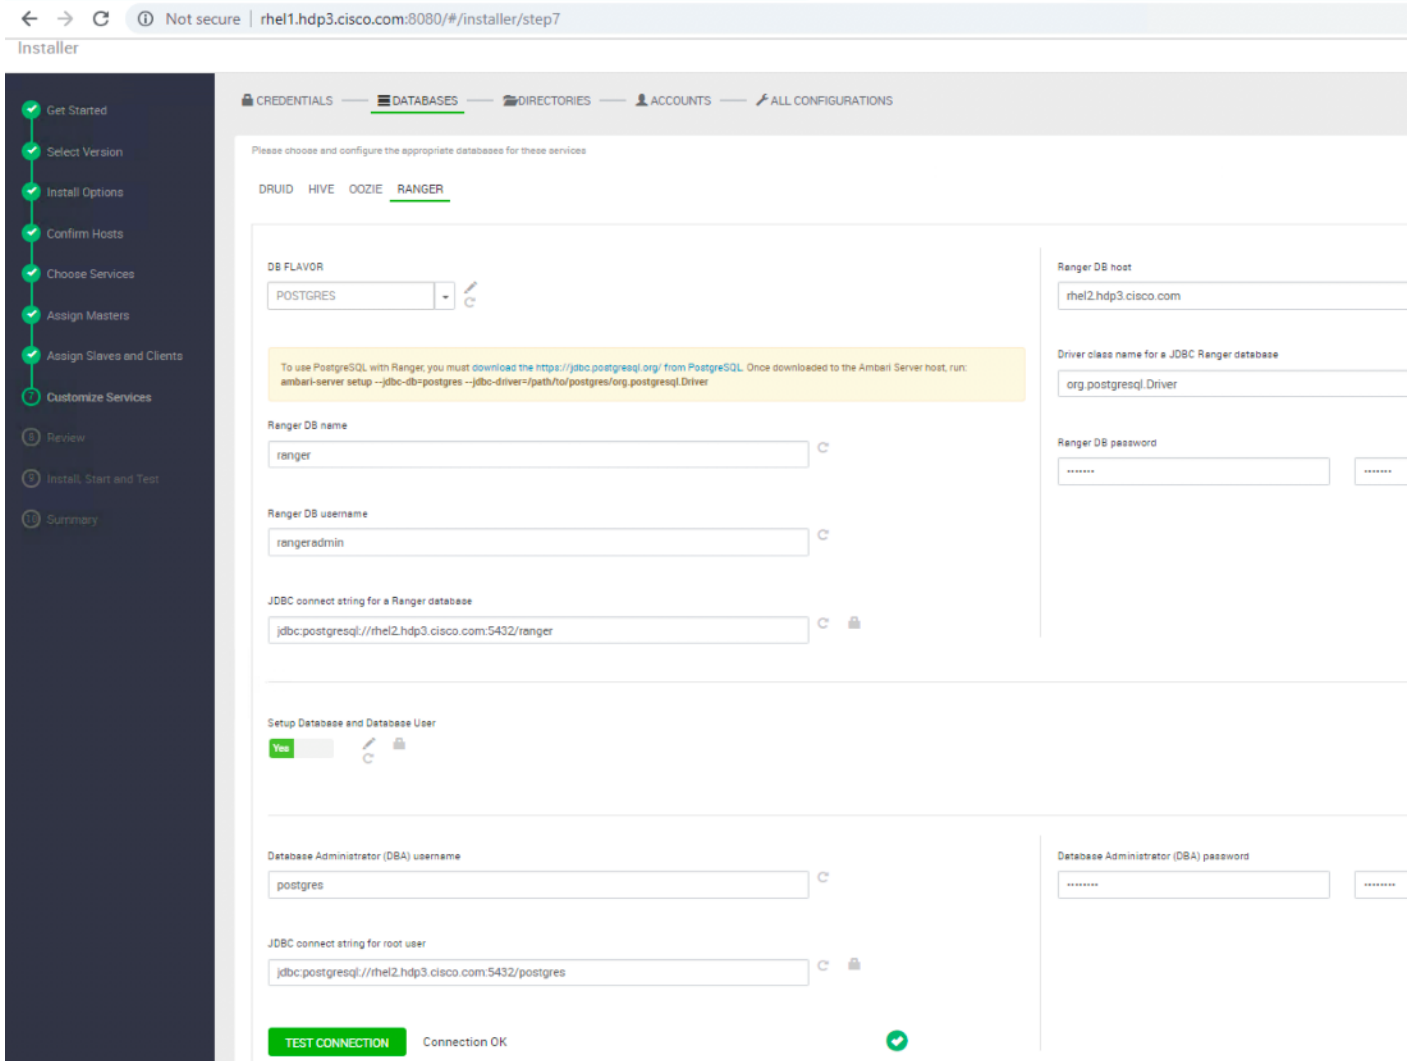 Not secure | rhel1.hdp3.cisco.com:8080/#/installer/step7
Installer
Get Started
Select Version
Install Options
Confirm Hosts
Choose Services
Assign Masters
Assign Slaves and Clients
7 Customize Services
8 Review
9 Install, Start and Test
10 Summary
CREDENTIALS DATABASES DIRECTORIES ACCOUNTS ALL CONFIGURATIONS
Please choose and configure the appropriate databases for these services
DRUID HIVE OOZIE RANGER
DB FLAVOR
POSTGRES
To use PostgreSQL with Ranger, you must download the https://jdbc.postgresql.org/ from PostgreSQL. Once downloaded to the Ambari Server host, run:
ambari-server setup --jdbc-db=postgres --jdbc-driver=/path/to/postgres/org.postgresql.Driver
Ranger DB name
ranger
Ranger DB username
rangeradmin
JDBC connect string for a Ranger database
jdbc:postgresql://rhel2.hdp3.cisco.com:5432/ranger
Ranger DB host
rhel2.hdp3.cisco.com
Driver class name for a JDBC Ranger database
org.postgresql.Driver
Ranger DB password
••••••• •••••••
Setup Database and Database User
Yes
Database Administrator (DBA) username
postgres
JDBC connect string for root user
jdbc:postgresql://rhel2.hdp3.cisco.com:5432/postgres
Database Administrator (DBA) password
•••••••• ••••••••
TEST CONNECTION Connection OK